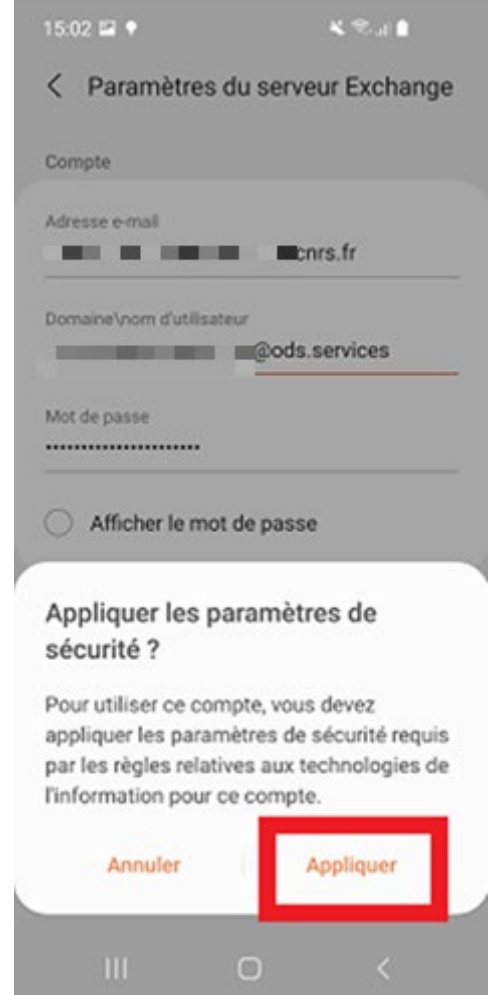 15:02
Paramètres du serveur Exchange
Compte
Adresse e-mail
cnrs.fr
Domaine\nom d'utilisateur
@ods.services
Mot de passe
••••••••••••••••••••••
Afficher le mot de passe
Appliquer les paramètres de
sécurité ?
Pour utiliser ce compte, vous devez
appliquer les paramètres de sécurité requis
par les règles relatives aux technologies de
l'information pour ce compte.
Annuler
Appliquer